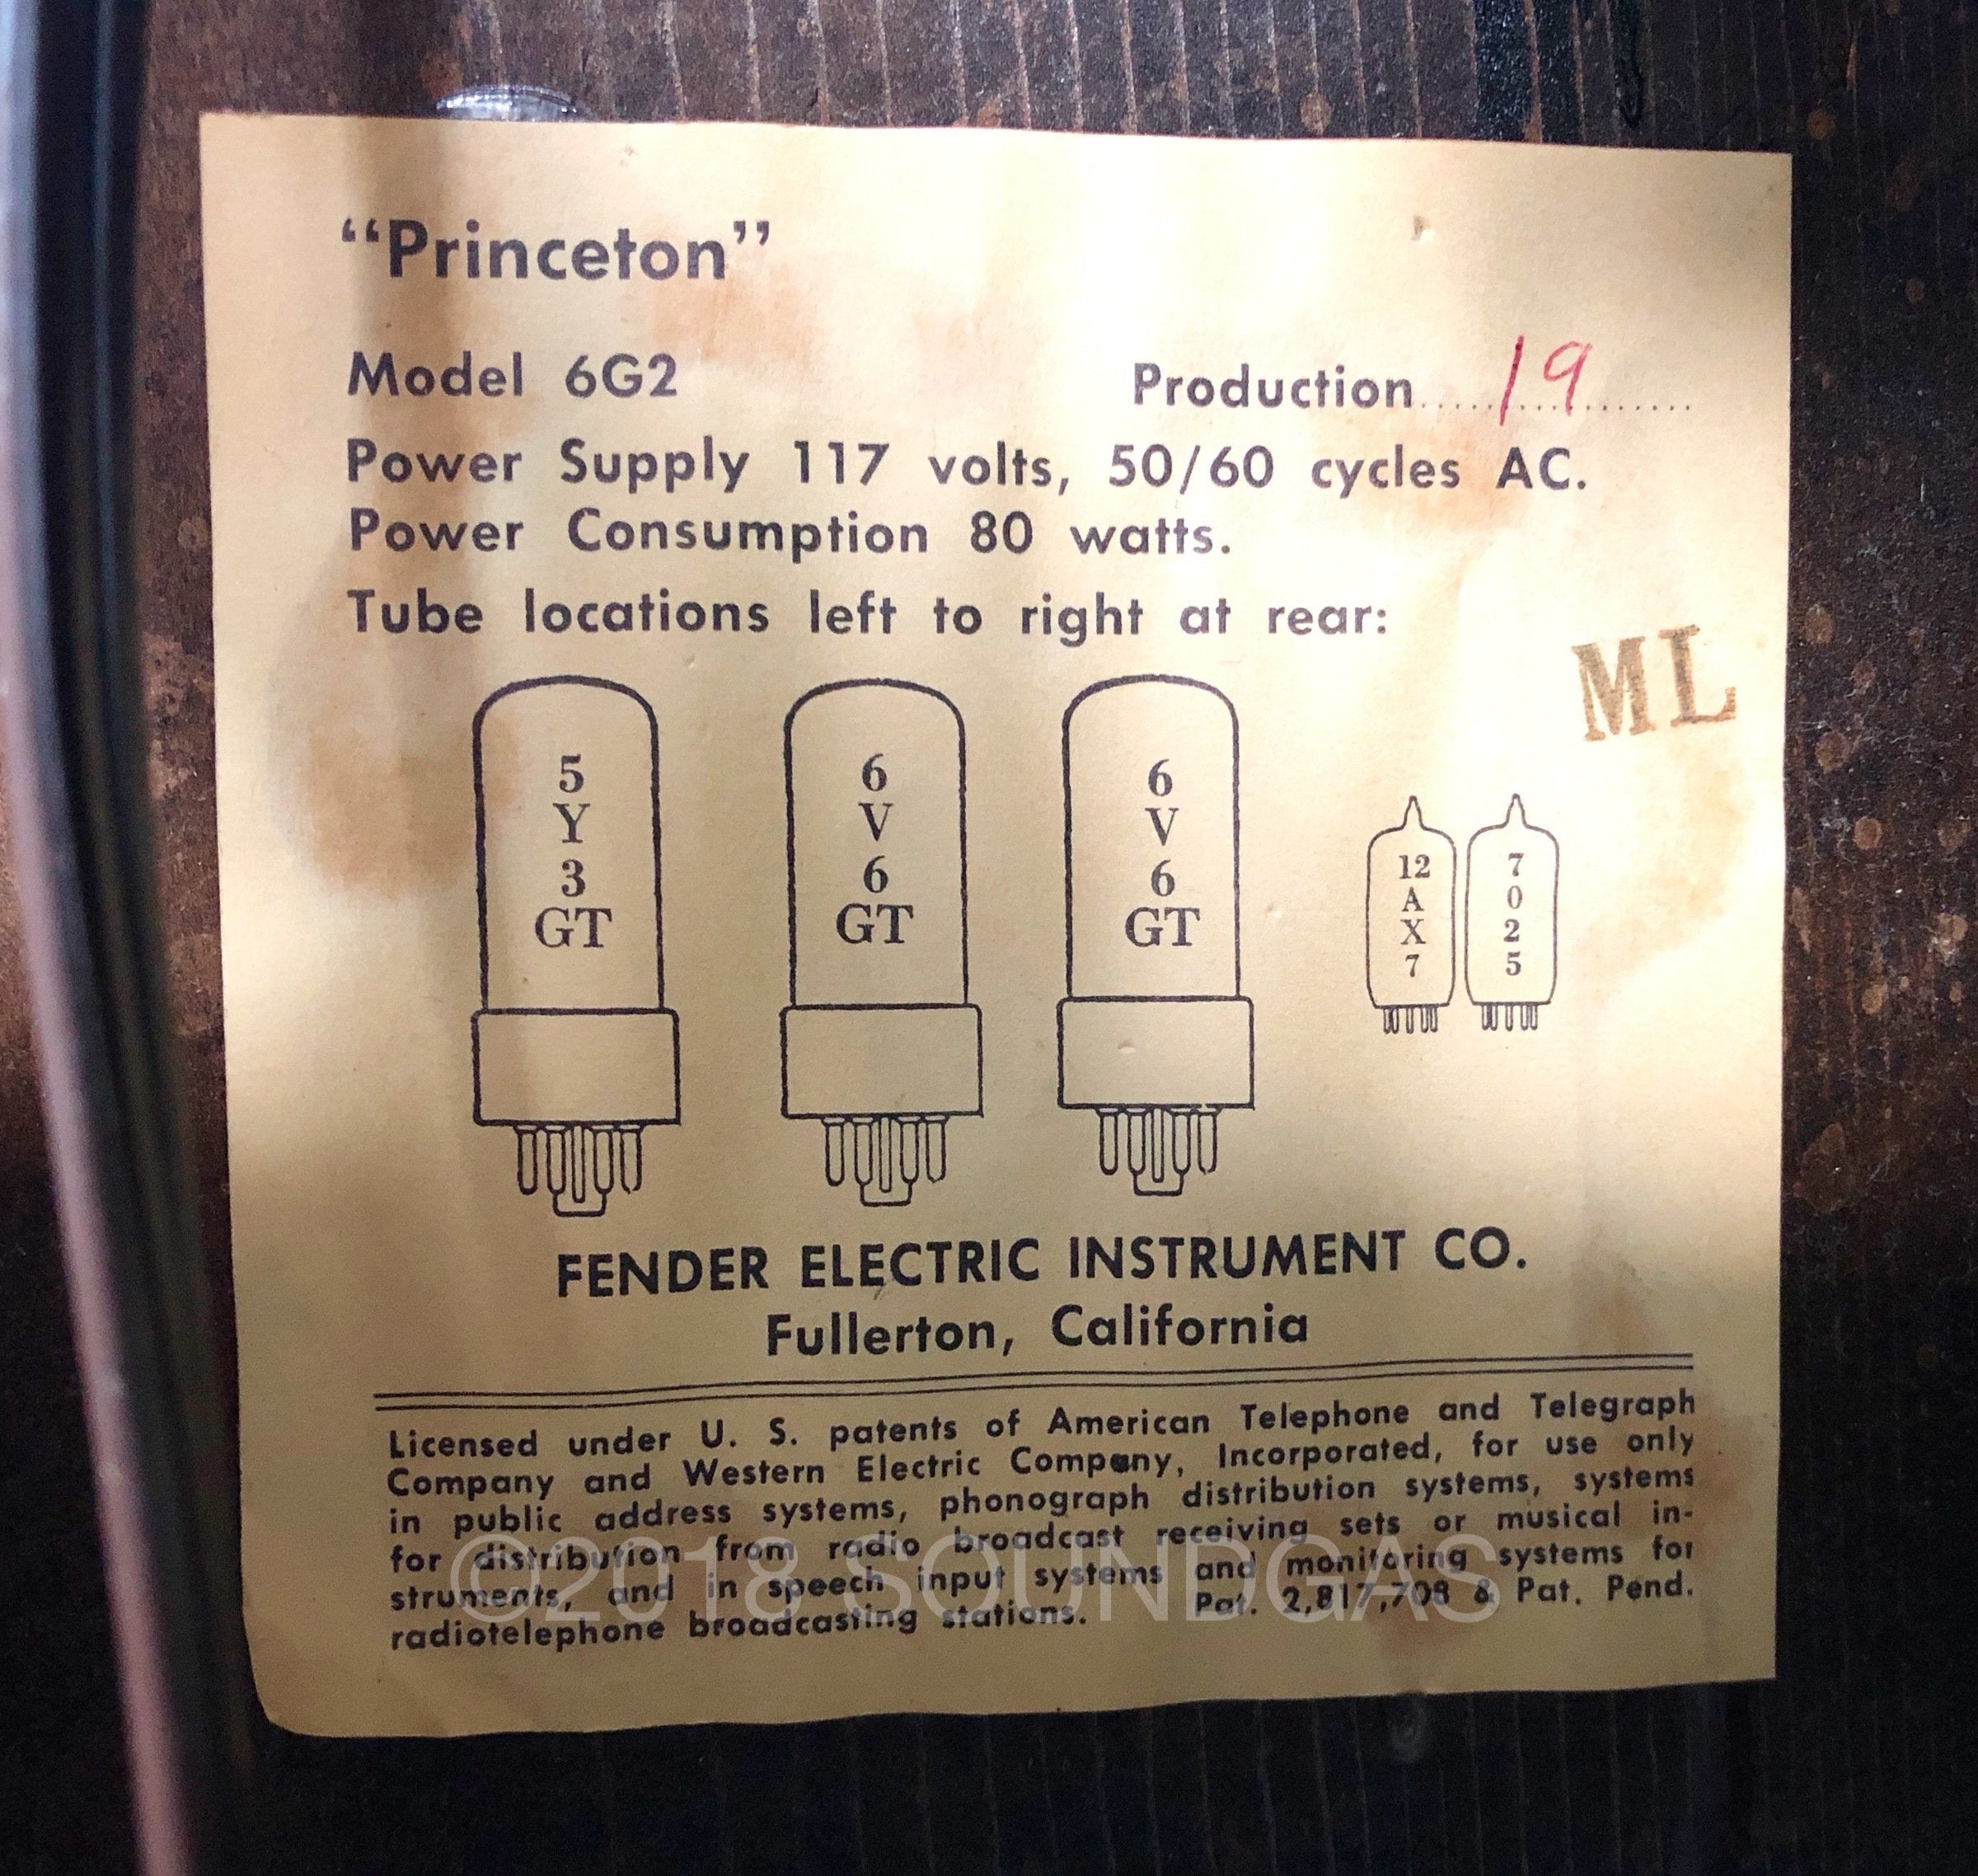 “Princeton”
Model 6G2 Production.....19..........
Power Supply 117 volts, 50/60 cycles AC.
Power Consumption 80 watts.
Tube locations left to right at rear:
ML
5
Y
3
GT
6
V
6
GT
6
V
6
GT
12
A
X
7
7
0
2
5
FENDER ELECTRIC INSTRUMENT CO.
Fullerton, California
Licensed under U. S. patents of American Telephone and Telegraph
Company and Western Electric Company, Incorporated, for use only
in public address systems, phonograph distribution systems, systems
for distribution from radio broadcast receiving sets or musical in-
struments, and in speech input systems and monitoring systems for
radiotelephone broadcasting stations. Pat. 2,817,708 & Pat. Pend.
©2018 SOUNDGAS